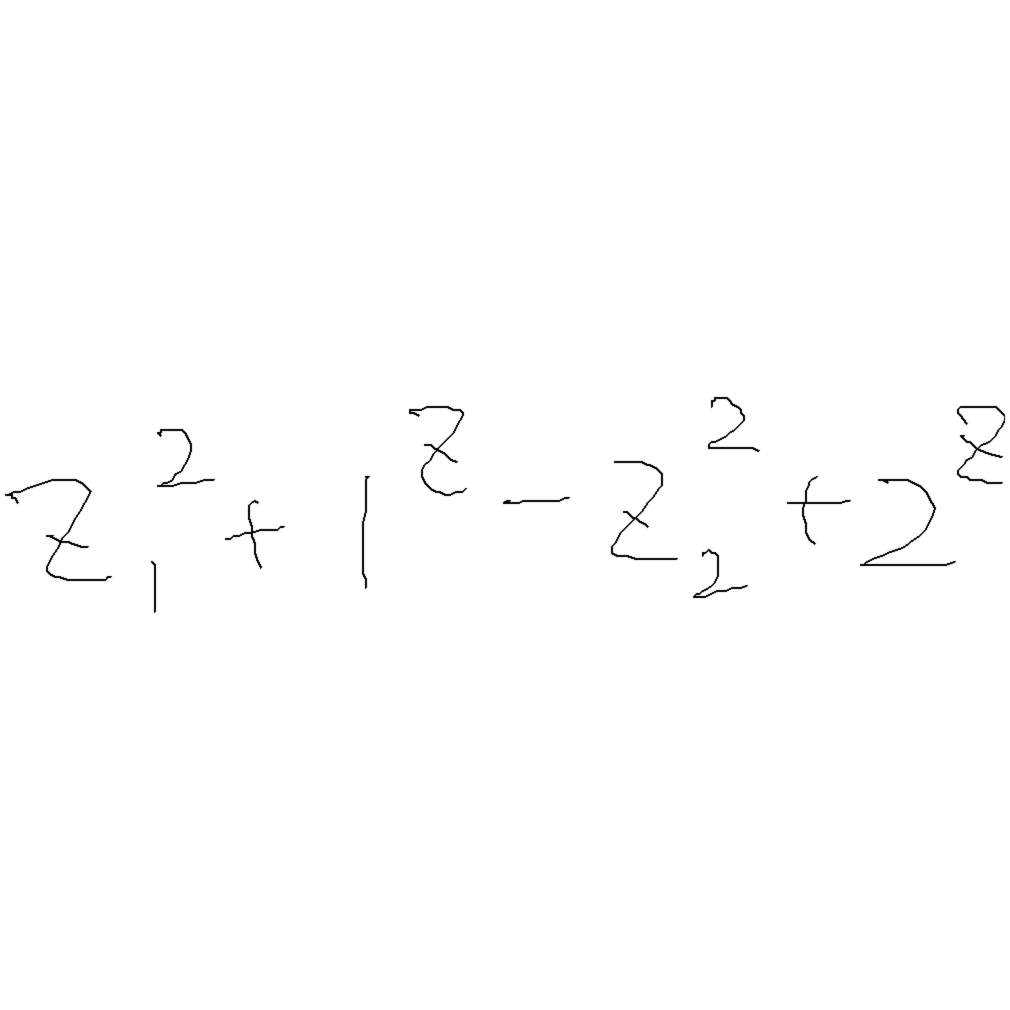 z_1^2 + 1^z - z_2^2 + 2^z